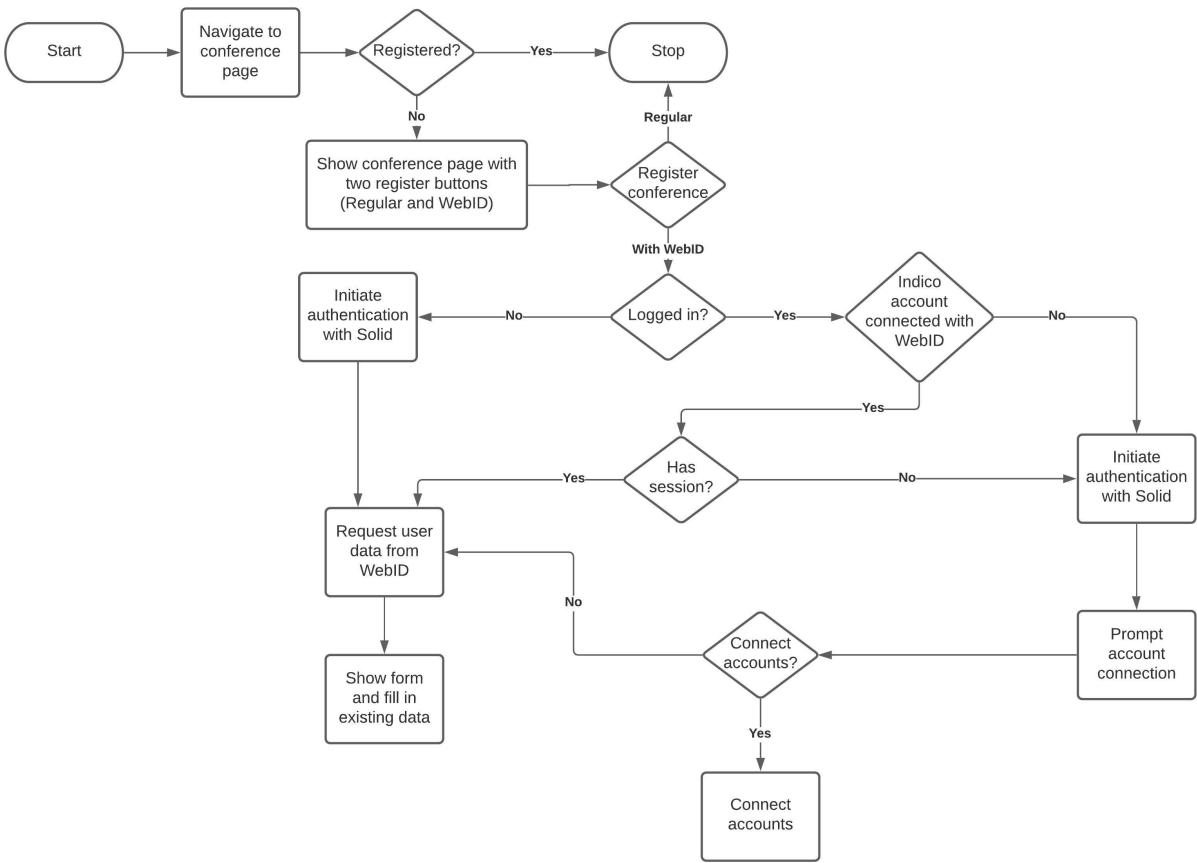 Start
Navigate to
conference
page
Registered?
Yes
Stop
No
Regular
Show conference page with
two register buttons
(Regular and WebID)
Register
conference
With WebID
Initiate
authentication
with Solid
No
Logged in?
Yes
Indico
account
connected with
WebID
No
Yes
Has
session?
Yes
No
Initiate
authentication
with Solid
Request user
data from
WebID
No
Connect
accounts?
Prompt
account
connection
Show form
and fill in
existing data
Yes
Connect
accounts